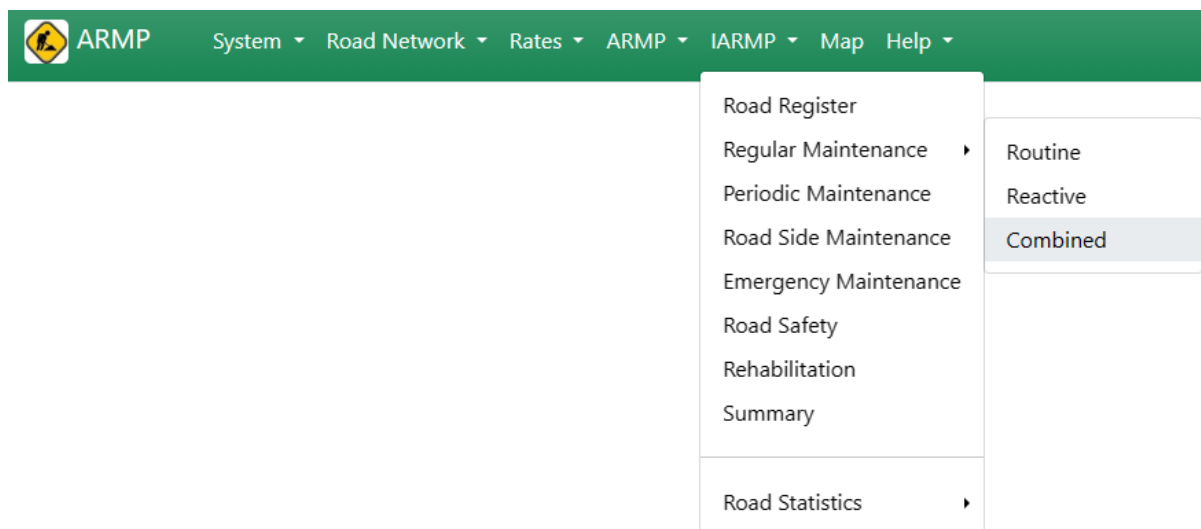 ARMP System Road Network Rates ARMP IARMP Map Help
Road Register
Regular Maintenance
Routine
Periodic Maintenance
Reactive
Road Side Maintenance
Combined
Emergency Maintenance
Road Safety
Rehabilitation
Summary
Road Statistics